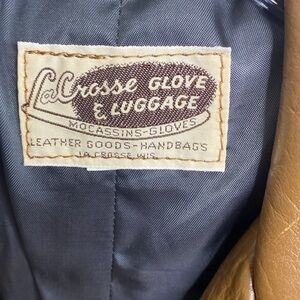 LaCrosse GLOVE
& LUGGAGE
MOCASSINS-GLOVES
LEATHER GOODS-HANDBAGS
LA CROSSE, WIS.